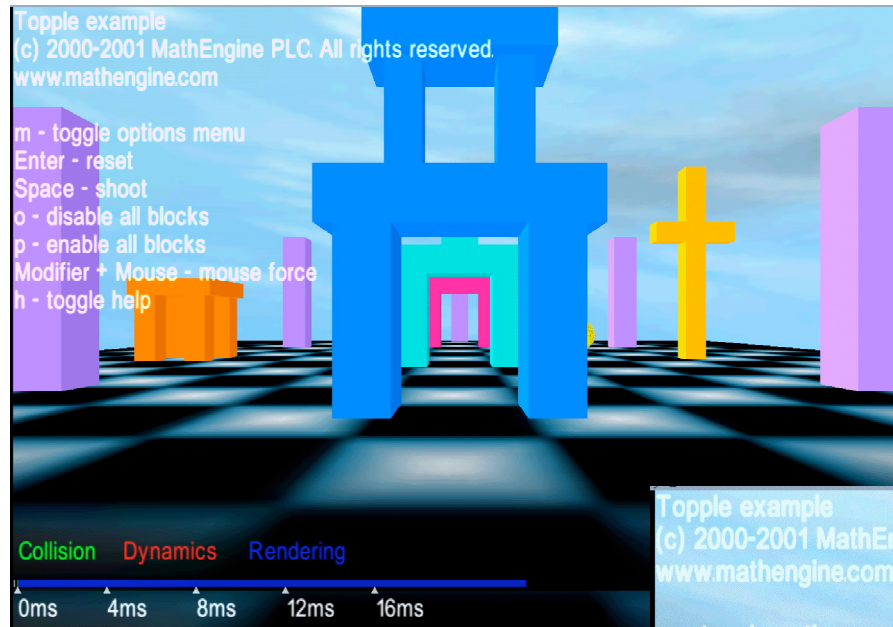 Topple example
(c) 2000-2001 MathEngine PLC. All rights reserved.
www.mathengine.com
m - toggle options menu
Enter - reset
Space - shoot
o - disable all blocks
p - enable all blocks
Modifier + Mouse - mouse force
h - toggle help
Collision Dynamics Rendering
0ms 4ms 8ms 12ms 16ms
Topple example
(c) 2000-2001 MathEn
www.mathengine.com